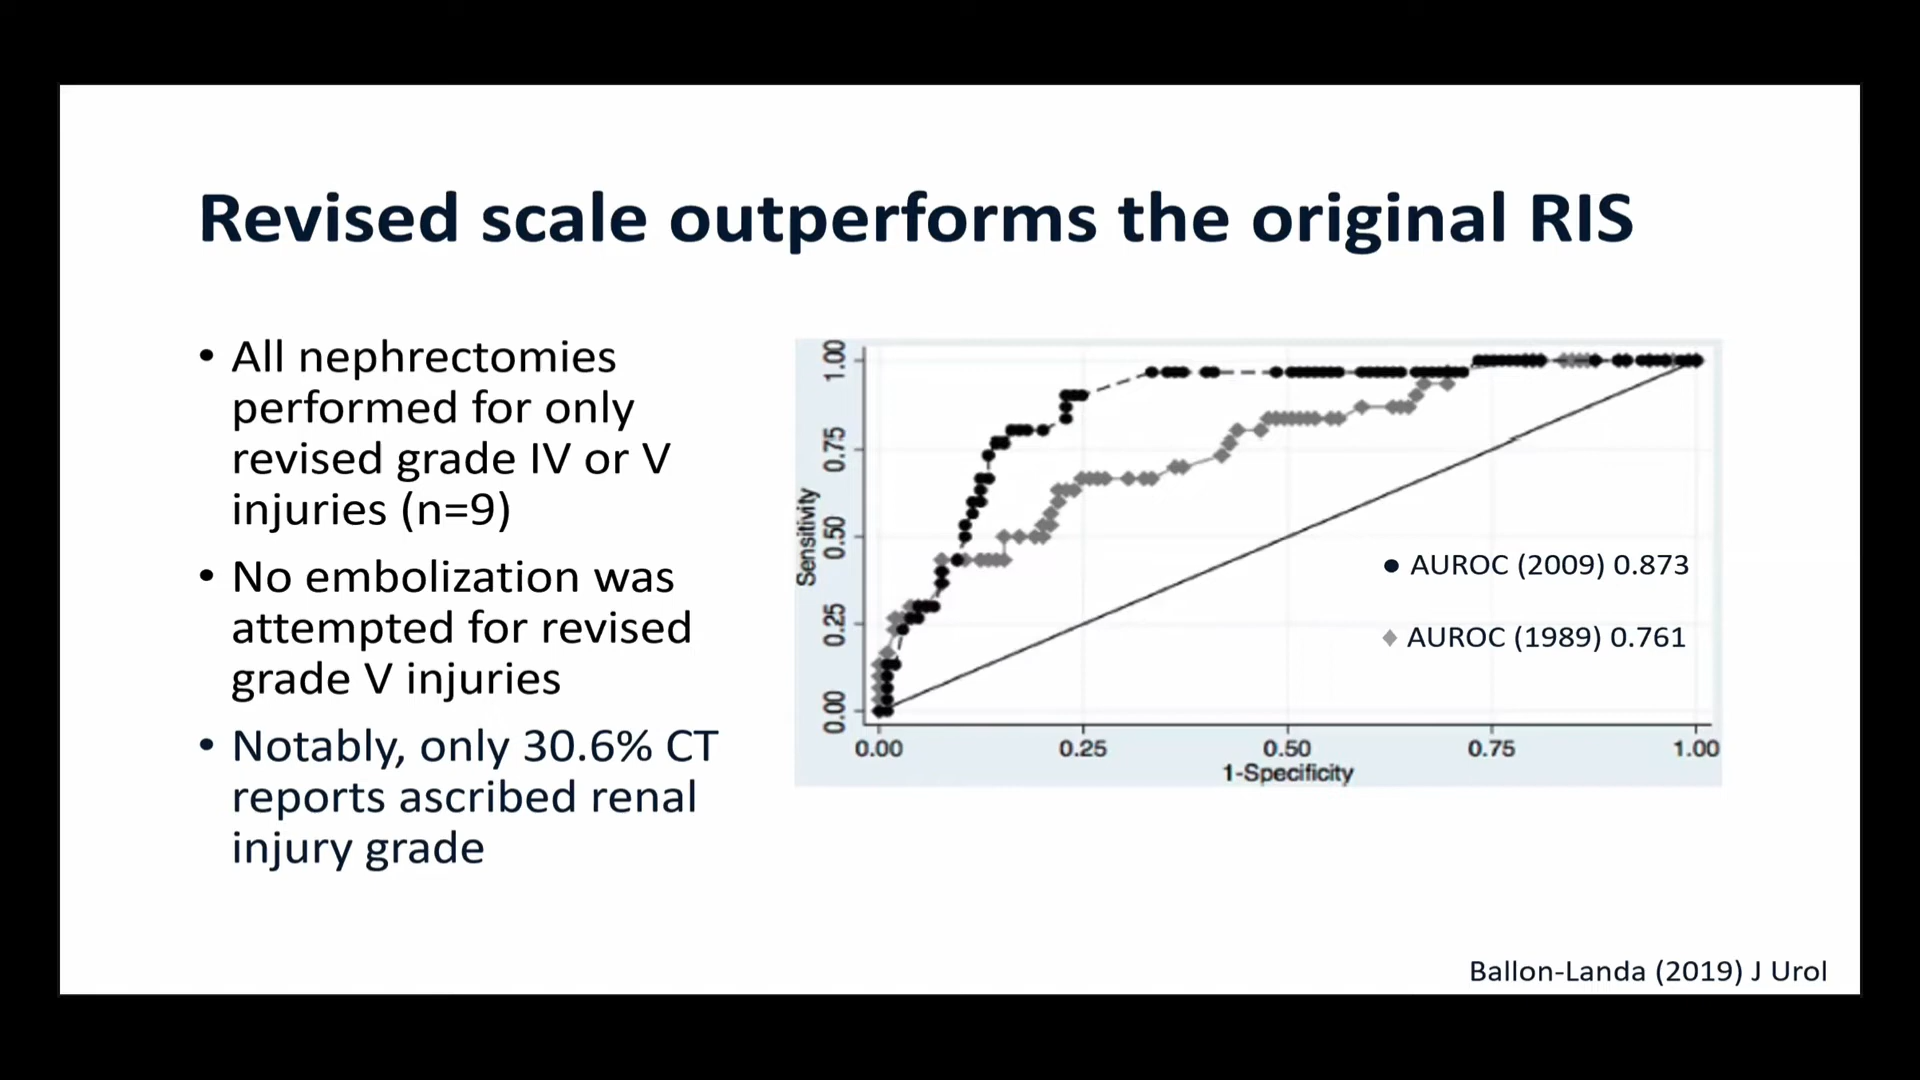 Revised scale outperforms the original RIS
• All nephrectomies
performed for only
revised grade IV or V
injuries (n=9)
• No embolization was
attempted for revised
grade V injuries
• Notably, only 30.6% CT
reports ascribed renal
injury grade
Sensitivity
1.00
0.75
0.50
0.25
0.00
AUROC (2009) 0.873
AUROC (1989) 0.761
0.00 0.25 0.50 0.75 1.00
1-Specificity
Ballon-Landa (2019) J Urol